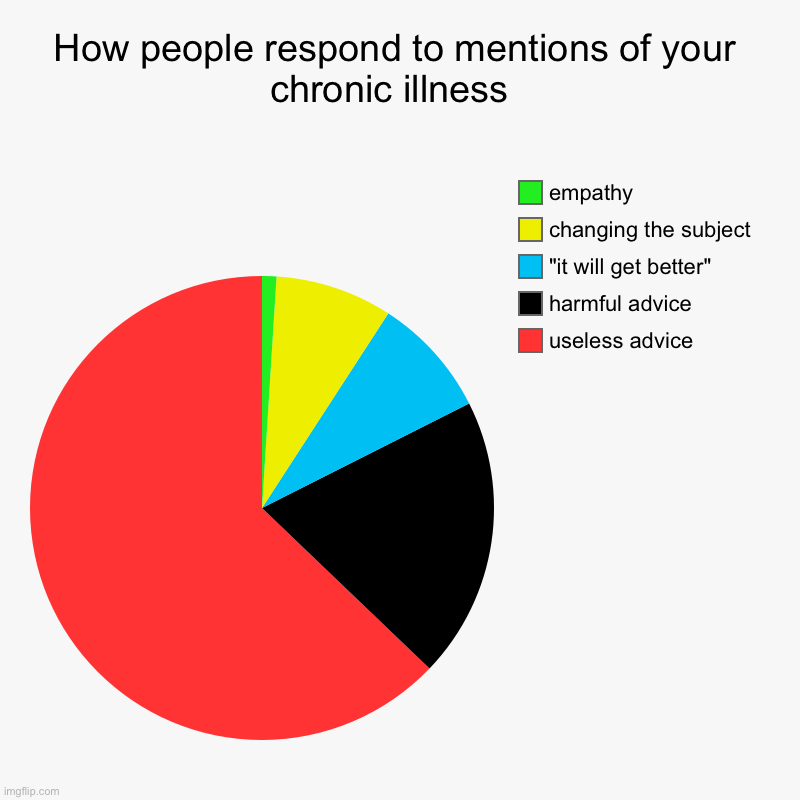 How people respond to mentions of your
chronic illness
empathy
changing the subject
"it will get better"
harmful advice
useless advice
imgflip.com